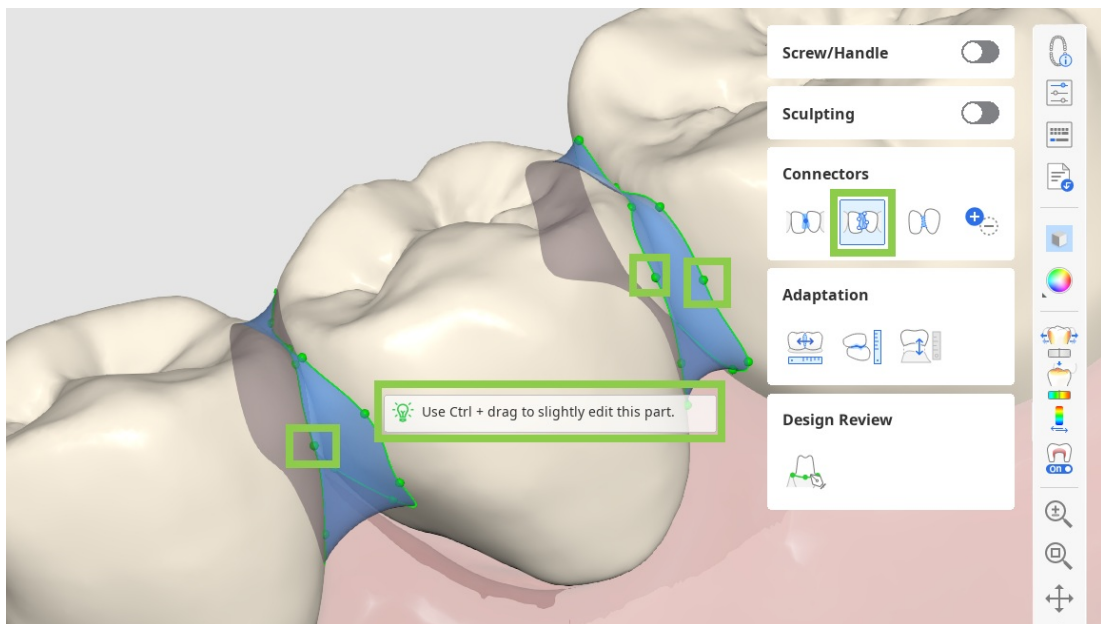 Screw/Handle
Sculpting
Connectors
Adaptation
Use Ctrl + drag to slightly edit this part.
Design Review
on